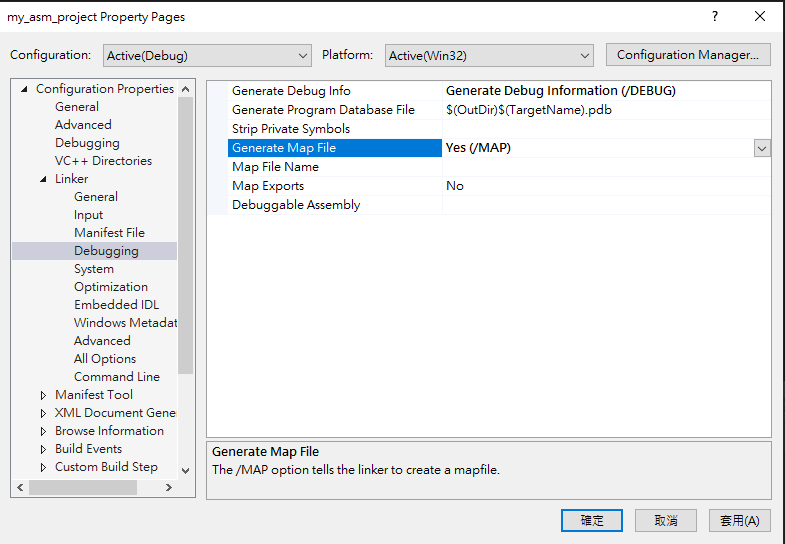 my_asm_project Property Pages ?
Configuration: Active(Debug) Platform: Active(Win32) Configuration Manager...
Configuration Properties
General
Advanced
Debugging
VC++ Directories
Linker
General
Input
Manifest File
Debugging
System
Optimization
Embedded IDL
Windows Metadat
Advanced
All Options
Command Line
Manifest Tool
XML Document Gene
Browse Information
Build Events
Custom Build Step
Generate Debug Info Generate Debug Information (/DEBUG)
Generate Program Database File $(OutDir)$(TargetName).pdb
Strip Private Symbols
Generate Map File Yes (/MAP)
Map File Name
Map Exports No
Debuggable Assembly
Generate Map File
The /MAP option tells the linker to create a mapfile.
確定 取消 套用(A)